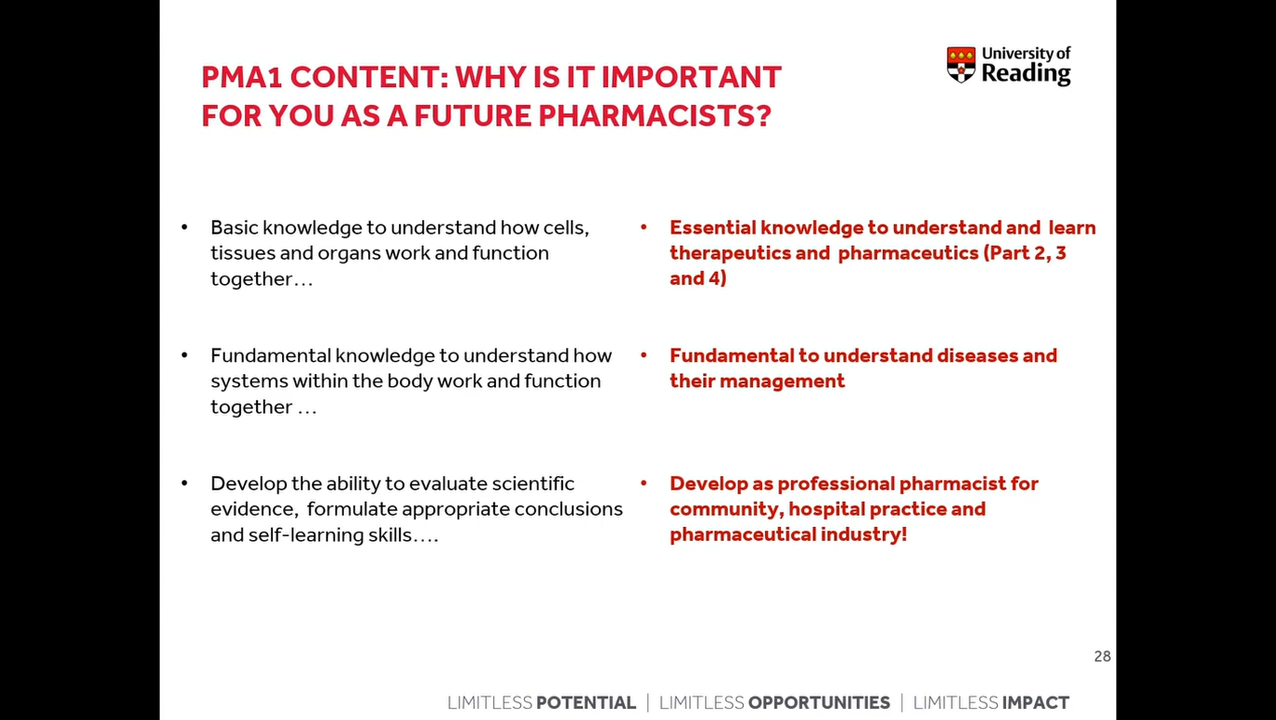 PMA1 CONTENT: WHY IS IT IMPORTANT
FOR YOU AS A FUTURE PHARMACISTS?
University of
Reading
• Basic knowledge to understand how cells,
tissues and organs work and function
together…
• Essential knowledge to understand and learn
therapeutics and pharmaceutics (Part 2, 3
and 4)
• Fundamental knowledge to understand how
systems within the body work and function
together …
• Fundamental to understand diseases and
their management
• Develop the ability to evaluate scientific
evidence, formulate appropriate conclusions
and self-learning skills….
• Develop as professional pharmacist for
community, hospital practice and
pharmaceutical industry!
28
LIMITLESS POTENTIAL | LIMITLESS OPPORTUNITIES | LIMITLESS IMPACT